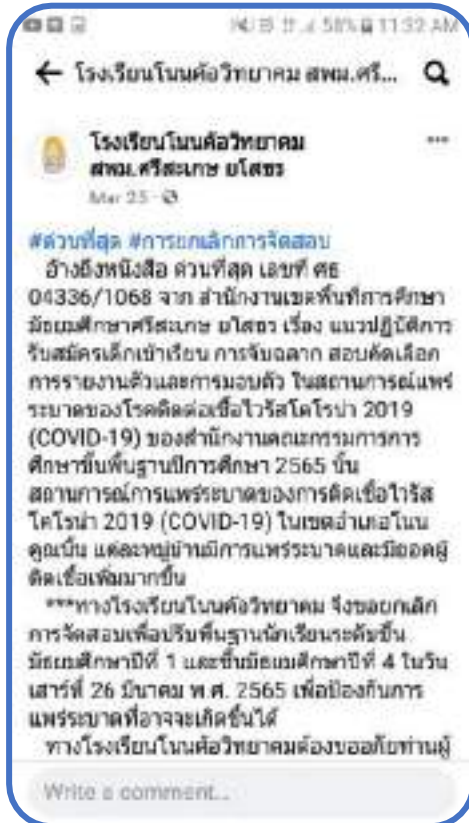 58% 11:32 AM
โรงเรียนโนนค้อวิทยาคม สพม.ศรี...
โรงเรียนโนนค้อวิทยาคม
สพม.ศรีสะเกษ ยโสธร
Mar 25
#ด่วนที่สุด #การยกเลิกการจัดสอบ
อ้างถึงหนังสือ ด่วนที่สุด เลขที่ ศธ
04336/1068 จาก สำนักงานเขตพื้นที่การศึกษา
มัธยมศึกษาศรีสะเกษ ยโสธร เรื่อง แนวปฏิบัติการ
รับสมัครเด็กเข้าเรียน การจับฉลาก สอบคัดเลือก
การรายงานตัวและการมอบตัว ในสถานการณ์แพร่
ระบาดของโรคติดต่อเชื้อไวรัสโคโรน่า 2019
(COVID-19) ของสำนักงานคณะกรรมการการ
ศึกษาขั้นพื้นฐานปีการศึกษา 2565 นั้น
สถานการณ์การแพร่ระบาดของการติดเชื้อไวรัส
โคโรน่า 2019 (COVID-19) ในเขตอำเภอโนน
คูณนั้น แต่ละหมู่บ้านมีการแพร่ระบาดและมียอดผู้
ติดเชื้อเพิ่มมากขึ้น
***ทางโรงเรียนโนนค้อวิทยาคม จึงขอยกเลิก
การจัดสอบเพื่อปรับพื้นฐานนักเรียนระดับชั้น
มัธยมศึกษาปีที่ 1 และชั้นมัธยมศึกษาปีที่ 4 ในวัน
เสาร์ที่ 26 มีนาคม พ.ศ. 2565 เพื่อป้องกันการ
แพร่ระบาดที่อาจจะเกิดขึ้นได้
ทางโรงเรียนโนนค้อวิทยาคมต้องขออภัยท่านผู้
Write a comment...